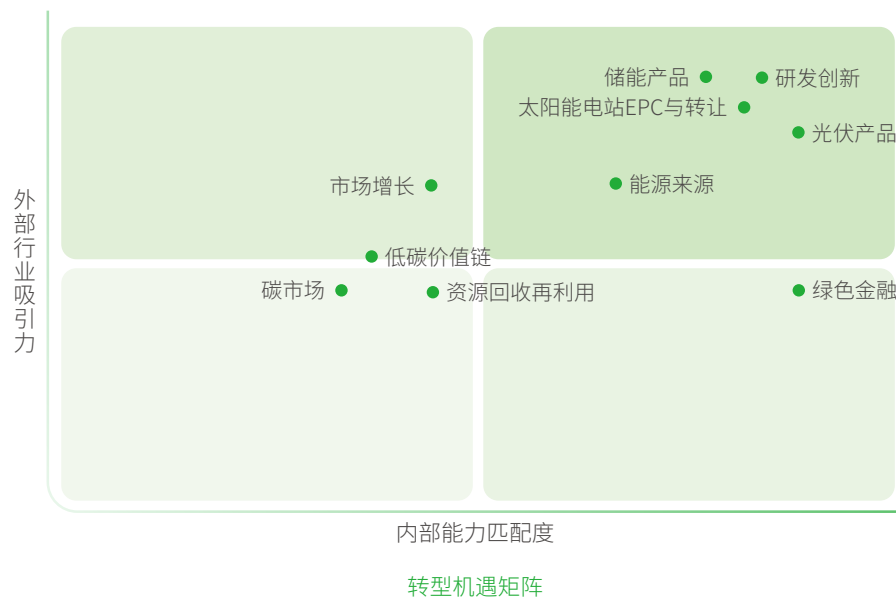 储能产品
研发创新
太阳能电站EPC与转让
光伏产品
市场增长
能源来源
外部行业吸引力
低碳价值链
碳市场
资源回收再利用
绿色金融
内部能力匹配度
转型机遇矩阵